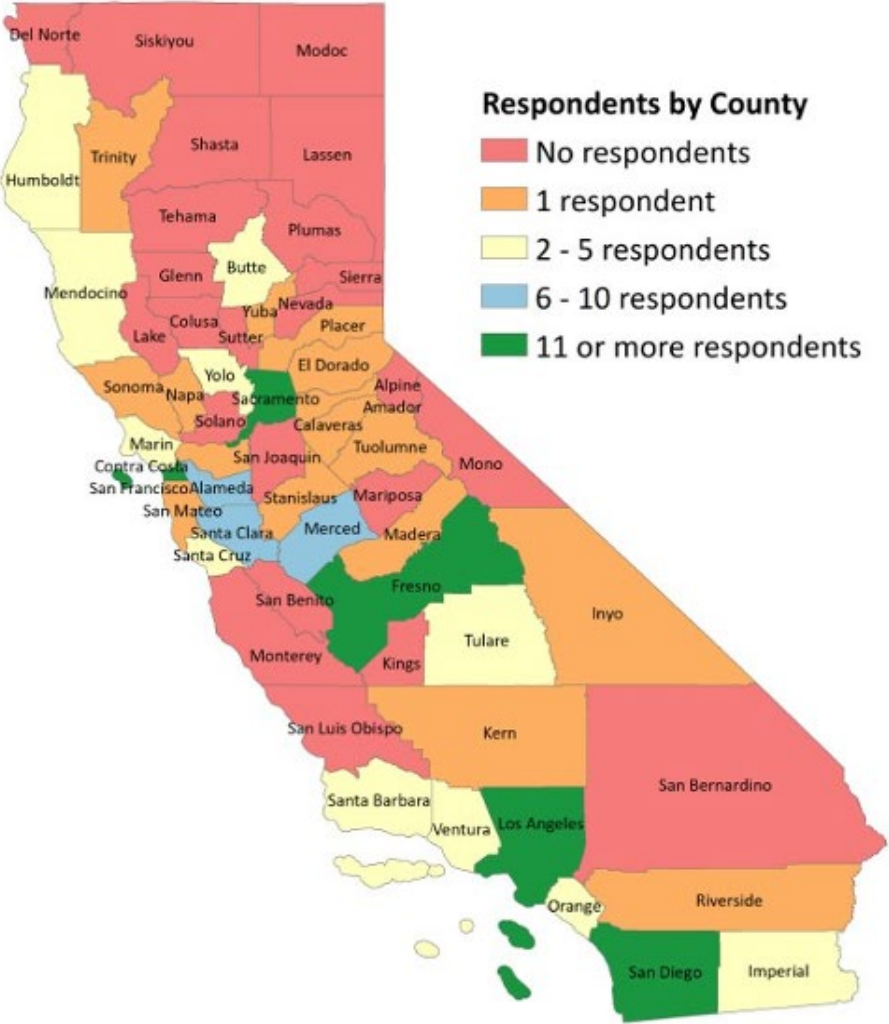 Del Norte
Siskiyou
Modoc
Respondents by County
No respondents
1 respondent
2 - 5 respondents
6 - 10 respondents
11 or more respondents
Shasta
Trinity
Lassen
Humboldt
Tehama
Plumas
Butte
Glenn
Sierra
Mendocino
Nevada
Yuba
Colusa
Placer
Lake
Sutter
El Dorado
Yolo
Sonoma
Alpine
Napa
Sacramento
Amador
Solano
Calaveras
Marin
Tuolumne
San Joaquin
Mono
Contra Costa
San Francisco
Alameda
Stanislaus
Mariposa
San Mateo
Merced
Santa Clara
Madera
Santa Cruz
Fresno
San Benito
Inyo
Tulare
Monterey
Kings
San Luis Obispo
Kern
San Bernardino
Santa Barbara
Los Angeles
Ventura
Riverside
Orange
San Diego
Imperial